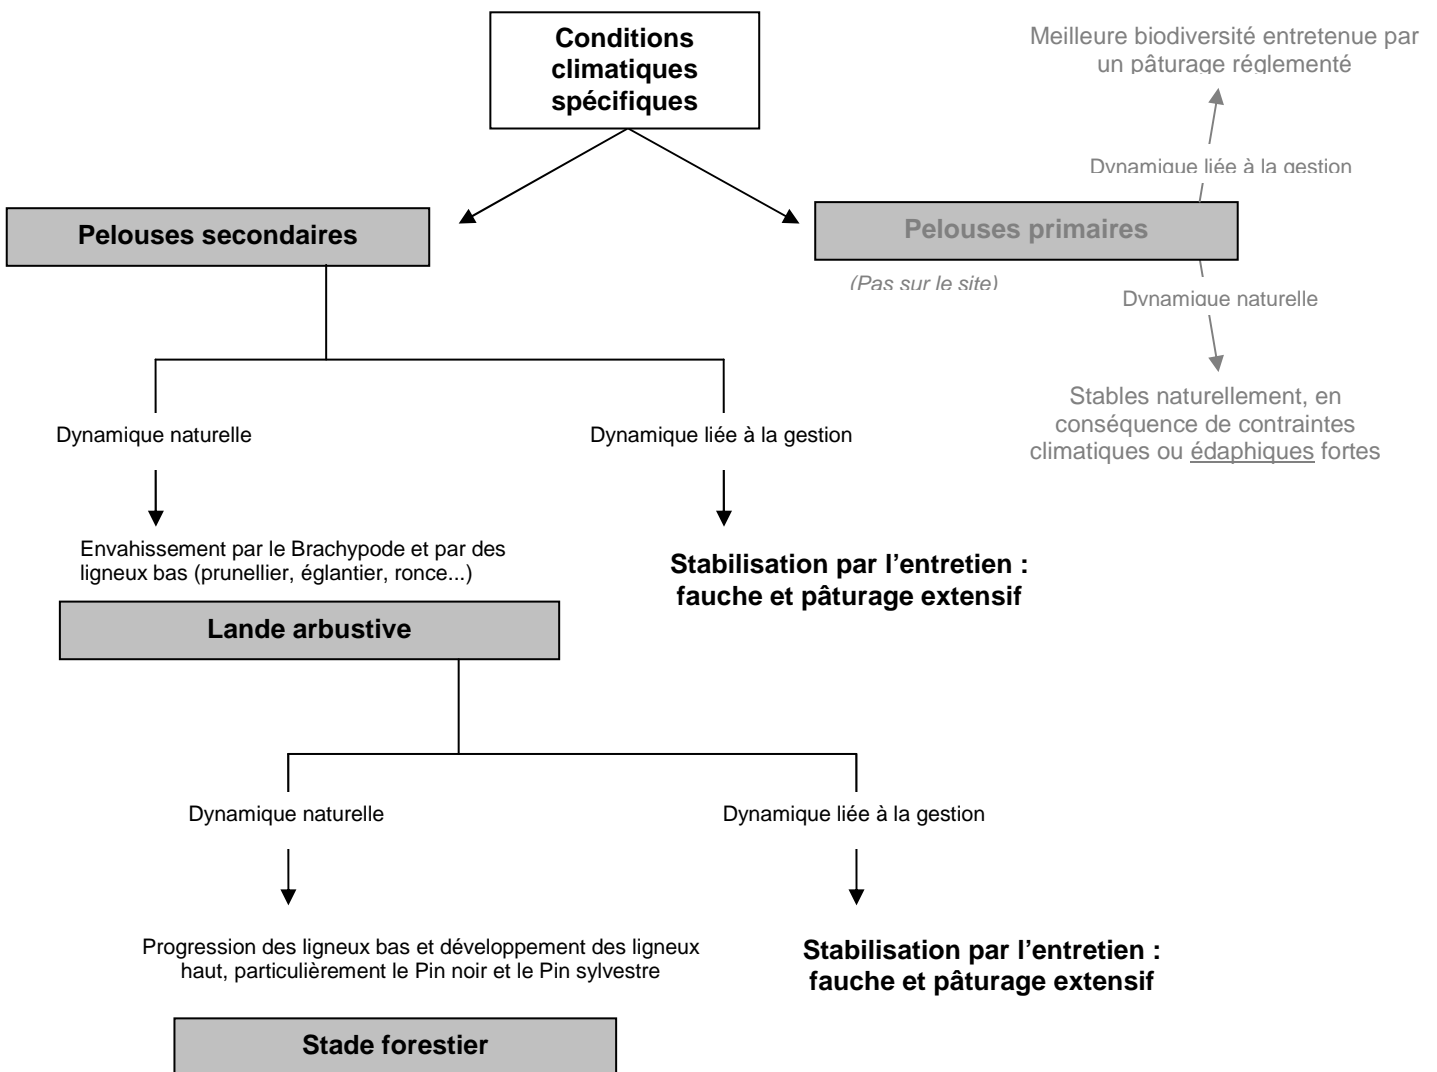 Conditions
climatiques
spécifiques
Meilleure biodiversité entretenue par
un pâturage réglementé
Dynamique liée à la gestion
Pelouses secondaires
Pelouses primaires
(Pas sur le site)
Dynamique naturelle
Stables naturellement, en
conséquence de contraintes
climatiques ou édaphiques fortes
Dynamique naturelle
Dynamique liée à la gestion
Envahissement par le Brachypode et par des
ligneux bas (prunellier, églantier, ronce...)
Stabilisation par l'entretien :
fauche et pâturage extensif
Lande arbustive
Dynamique naturelle
Dynamique liée à la gestion
Progression des ligneux bas et développement des ligneux
haut, particulièrement le Pin noir et le Pin sylvestre
Stabilisation par l'entretien :
fauche et pâturage extensif
Stade forestier